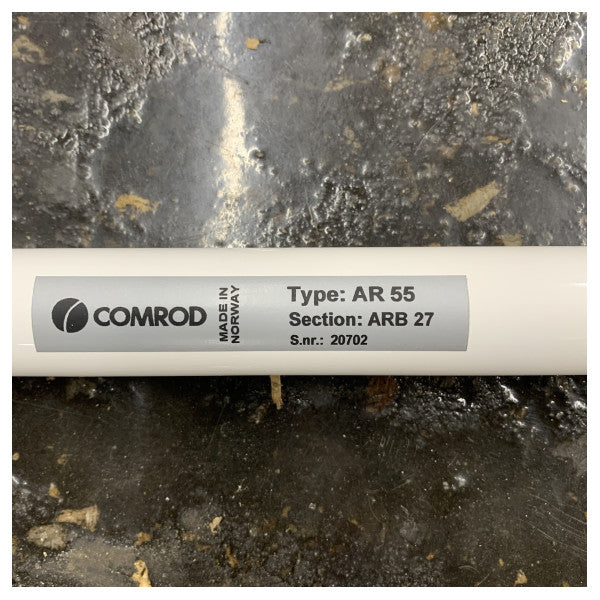 COMROD
MADE IN
NORWAY
Type: AR 55
Section: ARB 27
S.nr.: 20702